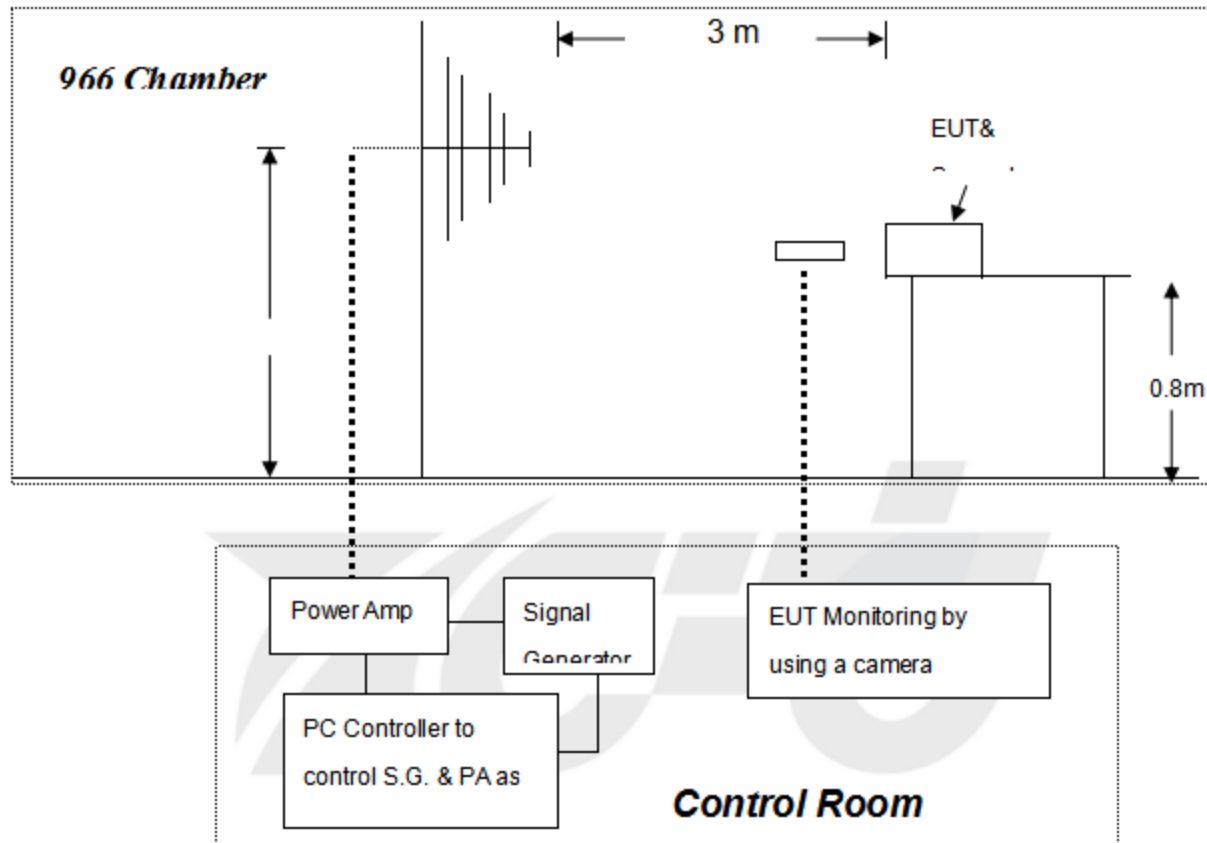 3 m
966 Chamber
EUT&
0.8m
Power Amp
Signal
Generator
EUT Monitoring by
using a camera
PC Controller to
control S.G. & PA as
Control Room